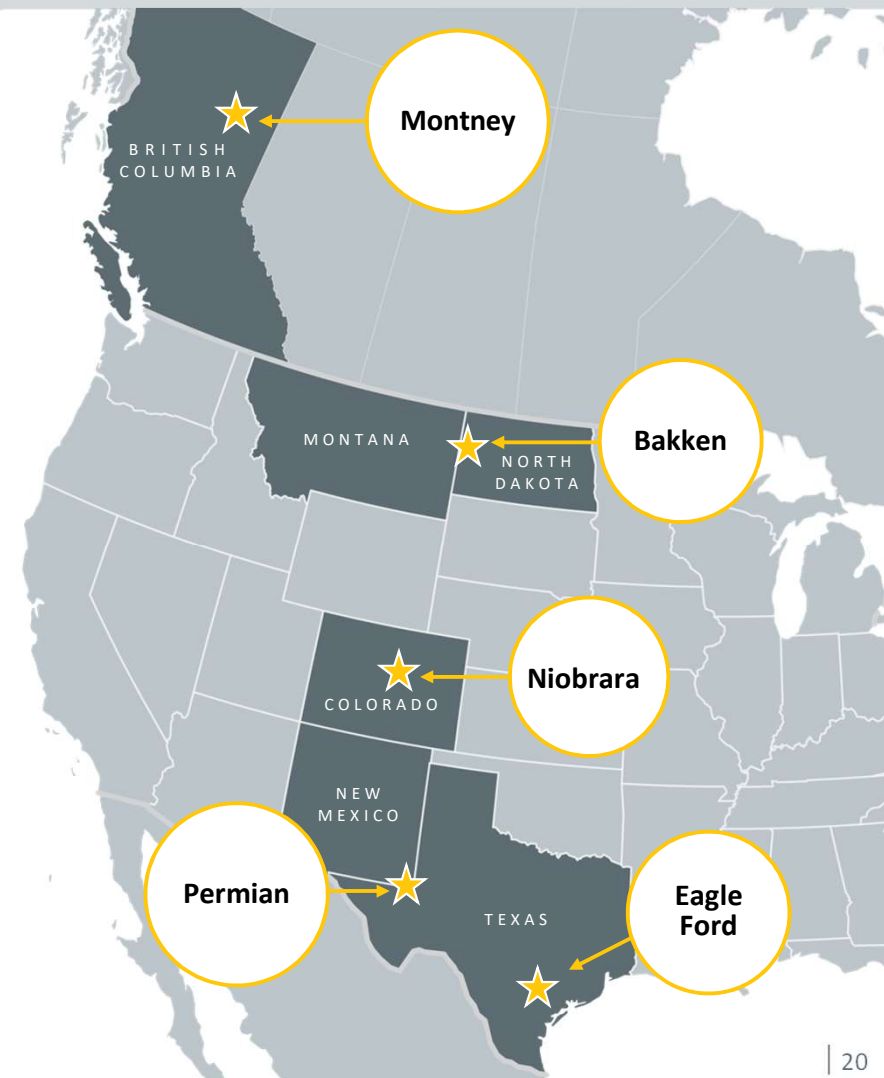 Montney
BRITISH
COLUMBIA
Bakken
MONTANA
NORTH
DAKOTA
Niobrara
COLORADO
NEW
MEXICO
Permian
TEXAS
Eagle
Ford
20